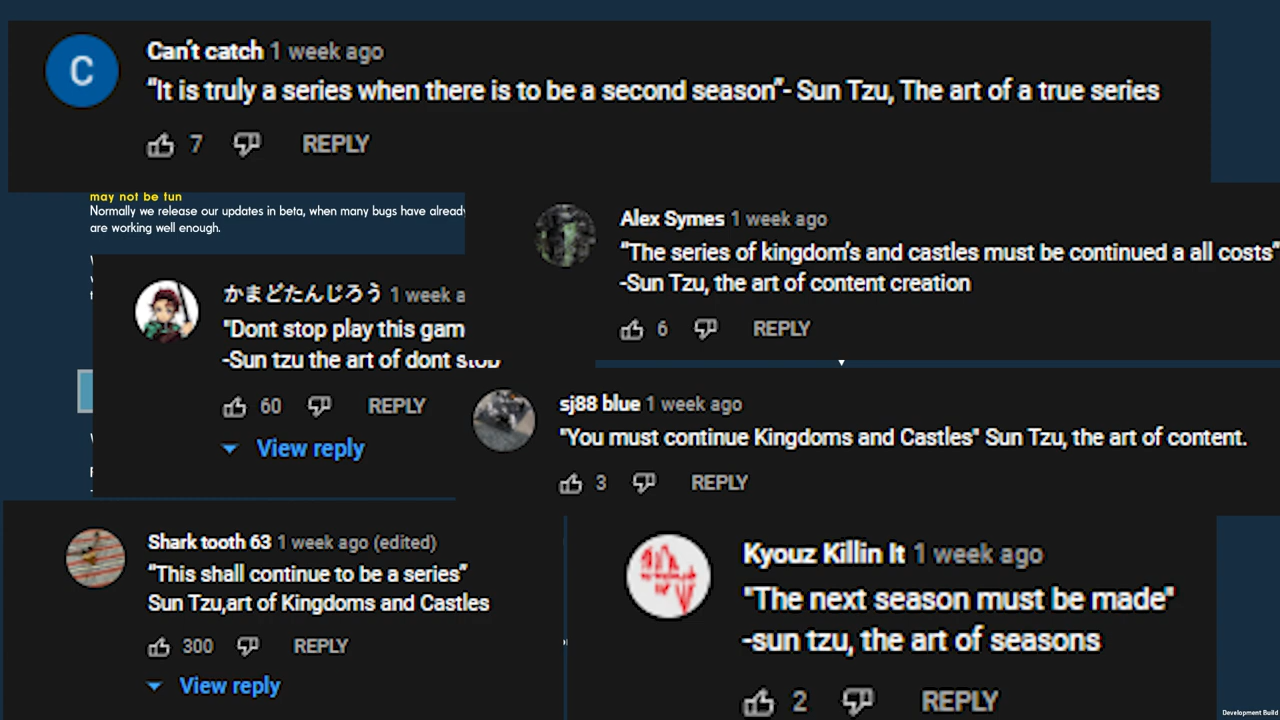 C
Can't catch 1 week ago
"It is truly a series when there is to be a second season"- Sun Tzu, The art of a true series
7 REPLY
may not be fun
Normally we release our updates in beta, when many bugs have already
are working well enough.
Alex Symes 1 week ago
"The series of kingdom's and castles must be continued a all costs"
-Sun Tzu, the art of content creation
6 REPLY
かまどたんじろう 1 week a
"Dont stop play this gam
-Sun tzu the art of dont stop
60 REPLY
View reply
sj88 blue 1 week ago
"You must continue Kingdoms and Castles" Sun Tzu, the art of content.
3 REPLY
Shark tooth 63 1 week ago (edited)
"This shall continue to be a series"
Sun Tzu,art of Kingdoms and Castles
300 REPLY
View reply
Kyouz Killin It 1 week ago
"The next season must be made"
-sun tzu, the art of seasons
2 REPLY
Development Build